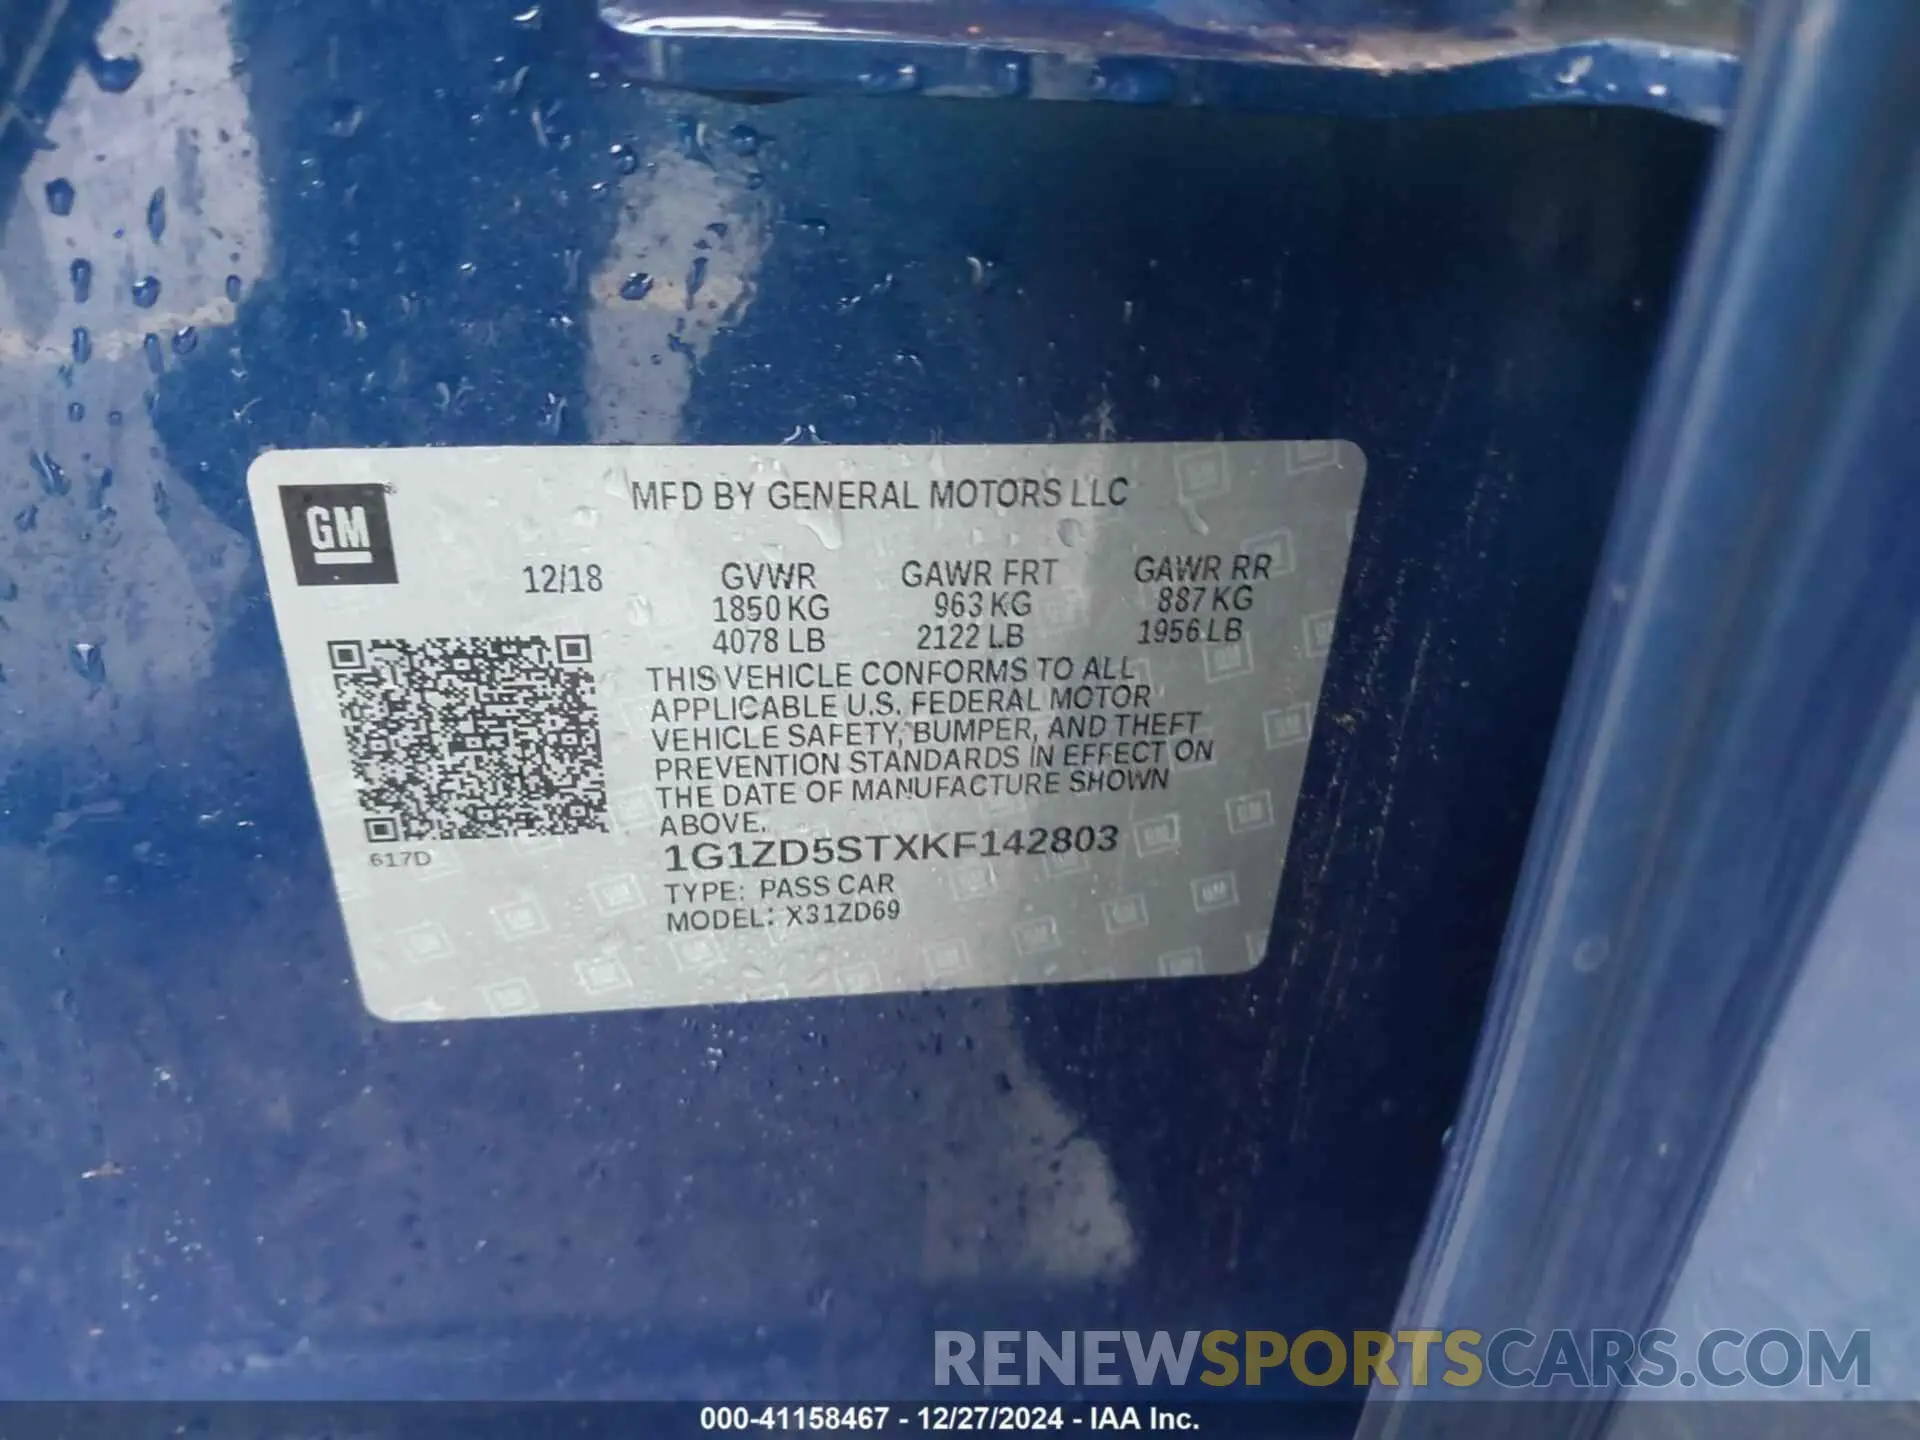 MFD BY GENERAL MOTORS LLC
GM
12/18
GVWR GAWR FRT GAWR RR
1850 KG 963 KG 887 KG
4078 LB 2122 LB 1956 LB
THIS VEHICLE CONFORMS TO ALL
APPLICABLE U.S. FEDERAL MOTOR
VEHICLE SAFETY, BUMPER, AND THEFT
PREVENTION STANDARDS IN EFFECT ON
THE DATE OF MANUFACTURE SHOWN
ABOVE.
1G1ZD5STXKF142803
TYPE: PASS CAR
MODEL: X31ZD69
617D
RENEWSPORTSCARS.COM
000-41158467 - 12/27/2024 - IAA Inc.